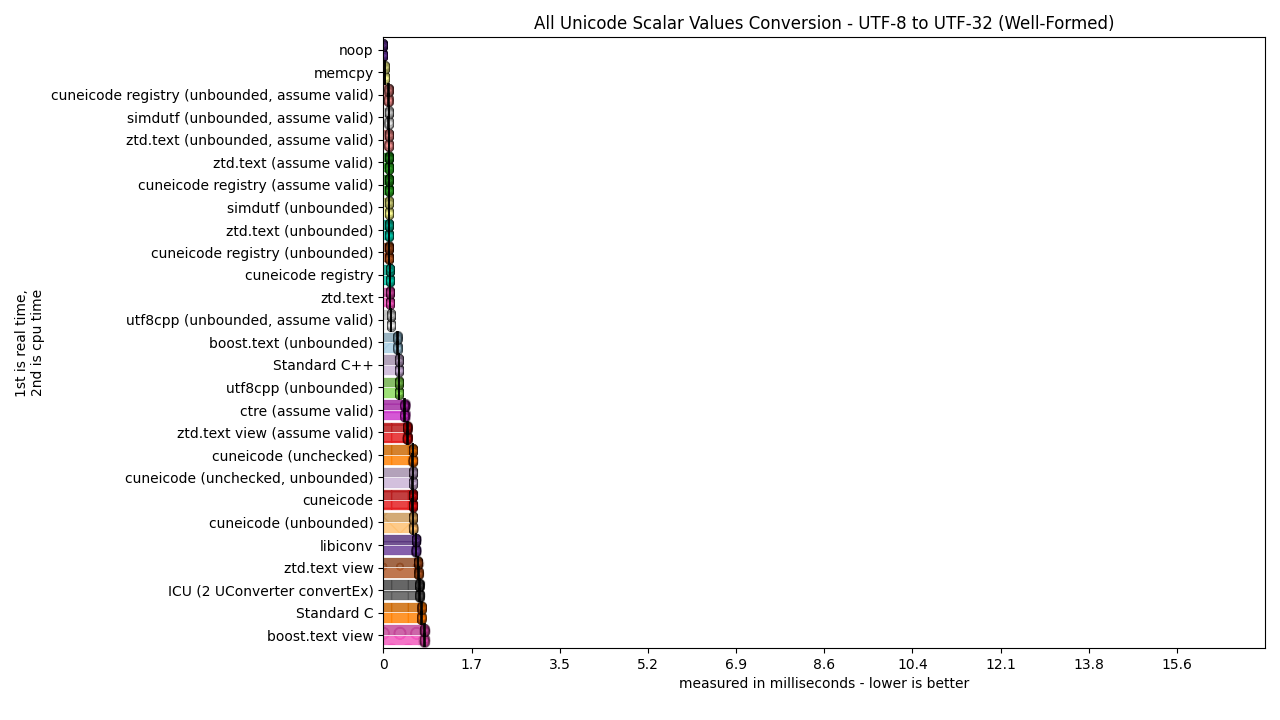 All Unicode Scalar Values Conversion - UTF-8 to UTF-32 (Well-Formed)
noop
memcpy
cuneicode registry (unbounded, assume valid)
simdutf (unbounded, assume valid)
ztd.text (unbounded, assume valid)
ztd.text (assume valid)
cuneicode registry (assume valid)
simdutf (unbounded)
ztd.text (unbounded)
cuneicode registry (unbounded)
cuneicode registry
ztd.text
utf8cpp (unbounded, assume valid)
boost.text (unbounded)
Standard C++
utf8cpp (unbounded)
ctre (assume valid)
ztd.text view (assume valid)
cuneicode (unchecked)
cuneicode (unchecked, unbounded)
cuneicode
cuneicode (unbounded)
libiconv
ztd.text view
ICU (2 UConverter convertEx)
Standard C
boost.text view
1st is real time,
2nd is cpu time
0 1.7 3.5 5.2 6.9 8.6 10.4 12.1 13.8 15.6
measured in milliseconds - lower is better